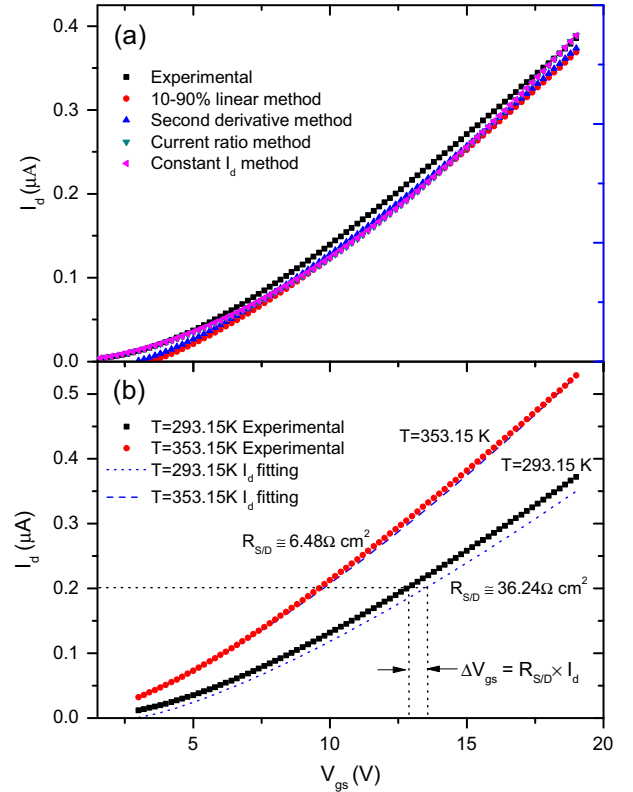 0.4
0.3
0.2
0.1
0.0
I_d (μA)
(a)
Experimental
10-90% linear method
Second derivative method
Current ratio method
Constant I_d method
0.5
0.4
0.3
0.2
0.1
0.0
I_d (μA)
(b)
T=293.15K Experimental
T=353.15K Experimental
T=293.15K I_d fitting
T=353.15K I_d fitting
T=353.15 K
T=293.15 K
R_S/D ≅ 6.48Ω cm²
R_S/D ≅ 36.24Ω cm²
ΔV_gs = R_S/D × I_d
5 10 15 20
V_gs (V)